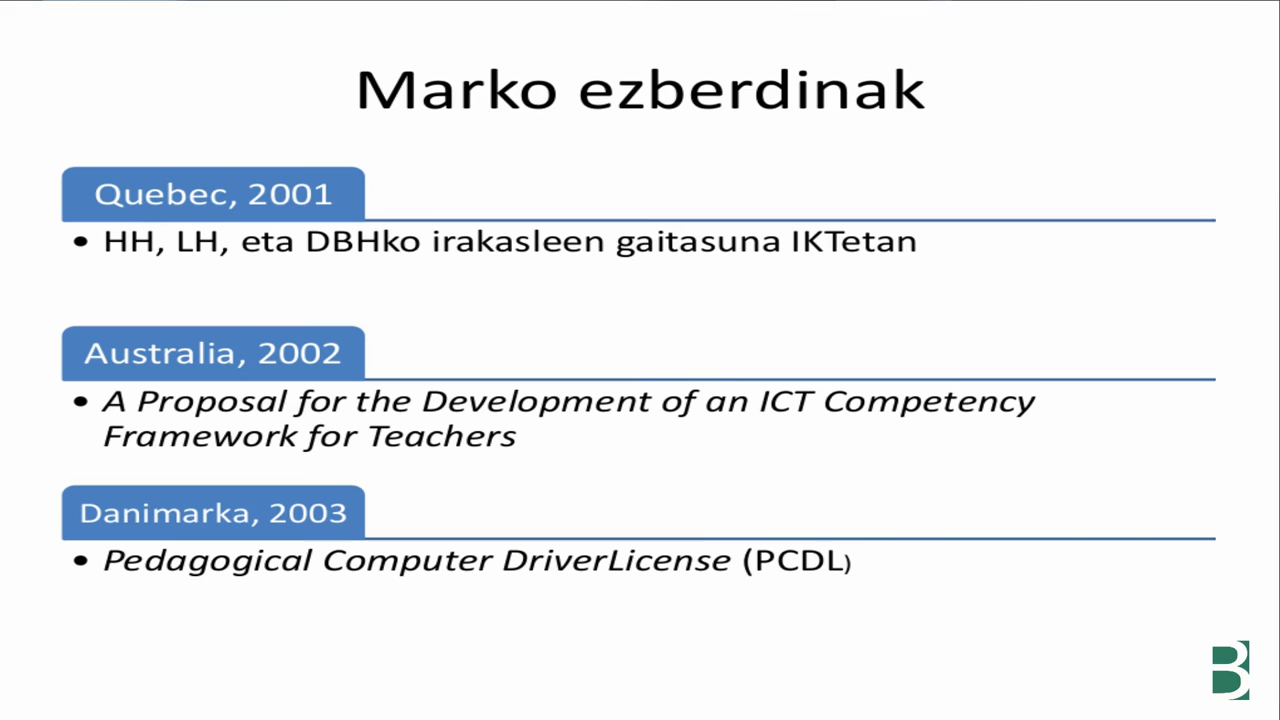 Marko ezberdinak
Quebec, 2001
• HH, LH, eta DBHko irakasleen gaitasuna IKTetan
Australia, 2002
• A Proposal for the Development of an ICT Competency
Framework for Teachers
Danimarka, 2003
• Pedagogical Computer DriverLicense (PCDL)
B